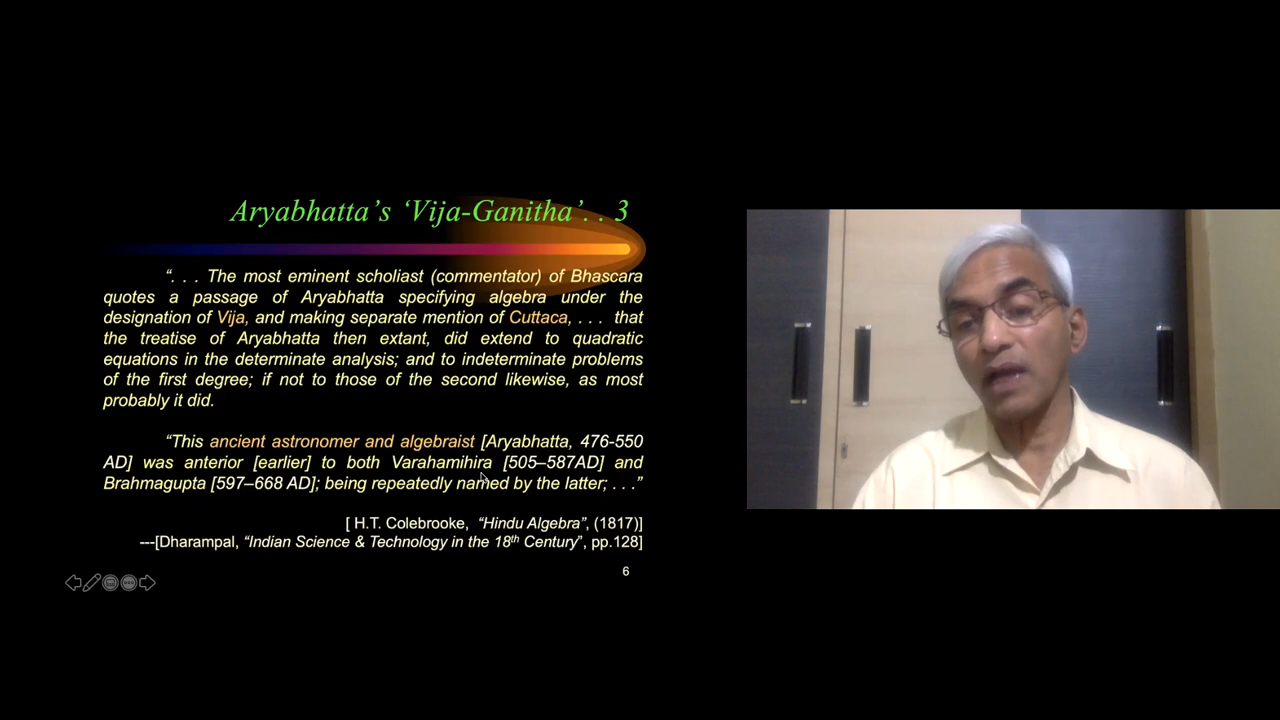 Aryabhatta’s ‘Vija-Ganitha’. . 3
“. . . The most eminent scholiast (commentator) of Bhascara
quotes a passage of Aryabhatta specifying algebra under the
designation of Vija, and making separate mention of Cuttaca, . . . that
the treatise of Aryabhatta then extant, did extend to quadratic
equations in the determinate analysis; and to indeterminate problems
of the first degree; if not to those of the second likewise, as most
probably it did.
“This ancient astronomer and algebraist [Aryabhatta, 476-550
AD] was anterior [earlier] to both Varahamihira [505–587AD] and
Brahmagupta [597–668 AD]; being repeatedly named by the latter; . . .”
[ H.T. Colebrooke, “Hindu Algebra”, (1817)]
---[Dharampal, “Indian Science & Technology in the 18th Century”, pp.128]
6